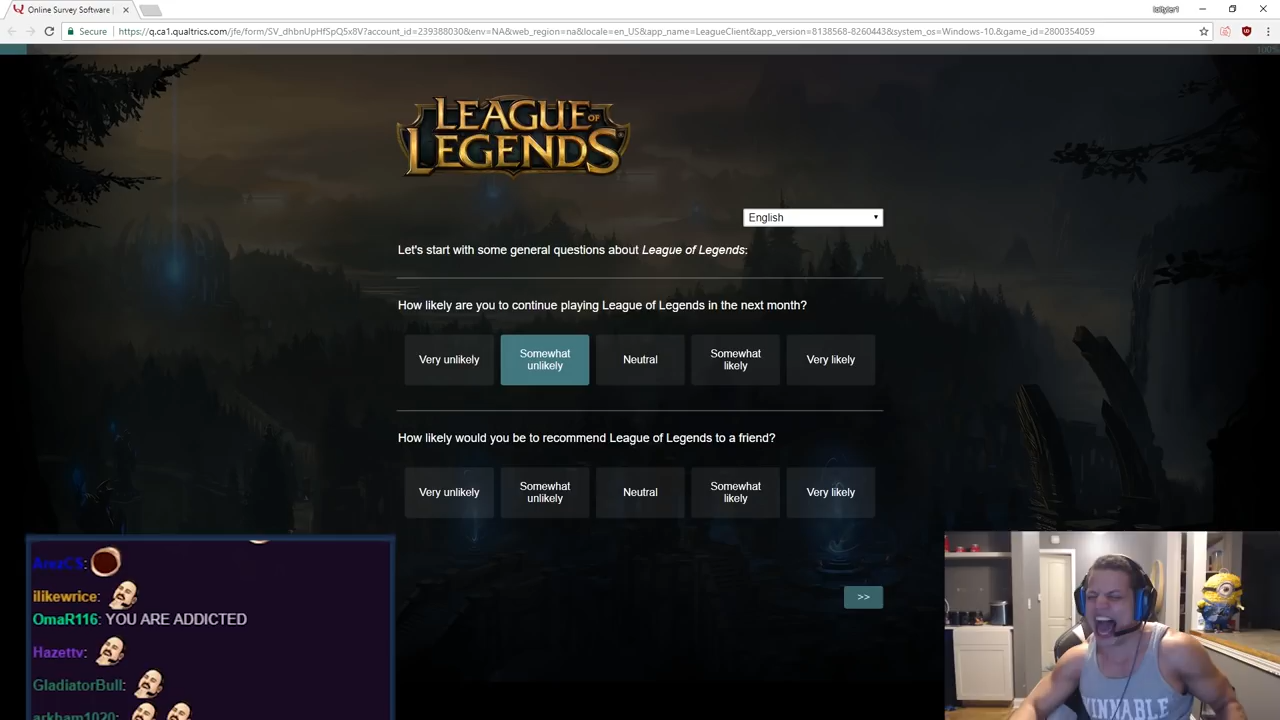 Online Survey Software |
Secure
https://q.ca1.qualtrics.com/jfe/form/SV_dhbnUpHfSpQ5x8V?account_id=239388030&env=NA&web_region=na&locale=en_US&app_name=LeagueClient&app_version=8138568-8260443&system_os=Windows-10.&game_id=2800354059
100%
LEAGUE OF
LEGENDS
English
Let's start with some general questions about League of Legends:
How likely are you to continue playing League of Legends in the next month?
Very unlikely
Somewhat
unlikely
Neutral
Somewhat
likely
Very likely
How likely would you be to recommend League of Legends to a friend?
Very unlikely
Somewhat
unlikely
Neutral
Somewhat
likely
Very likely
>>
AreaCS:
ilikewrice:
OmaR116: YOU ARE ADDICTED
Hazettv:
GladiatorBull:
arkham1020: